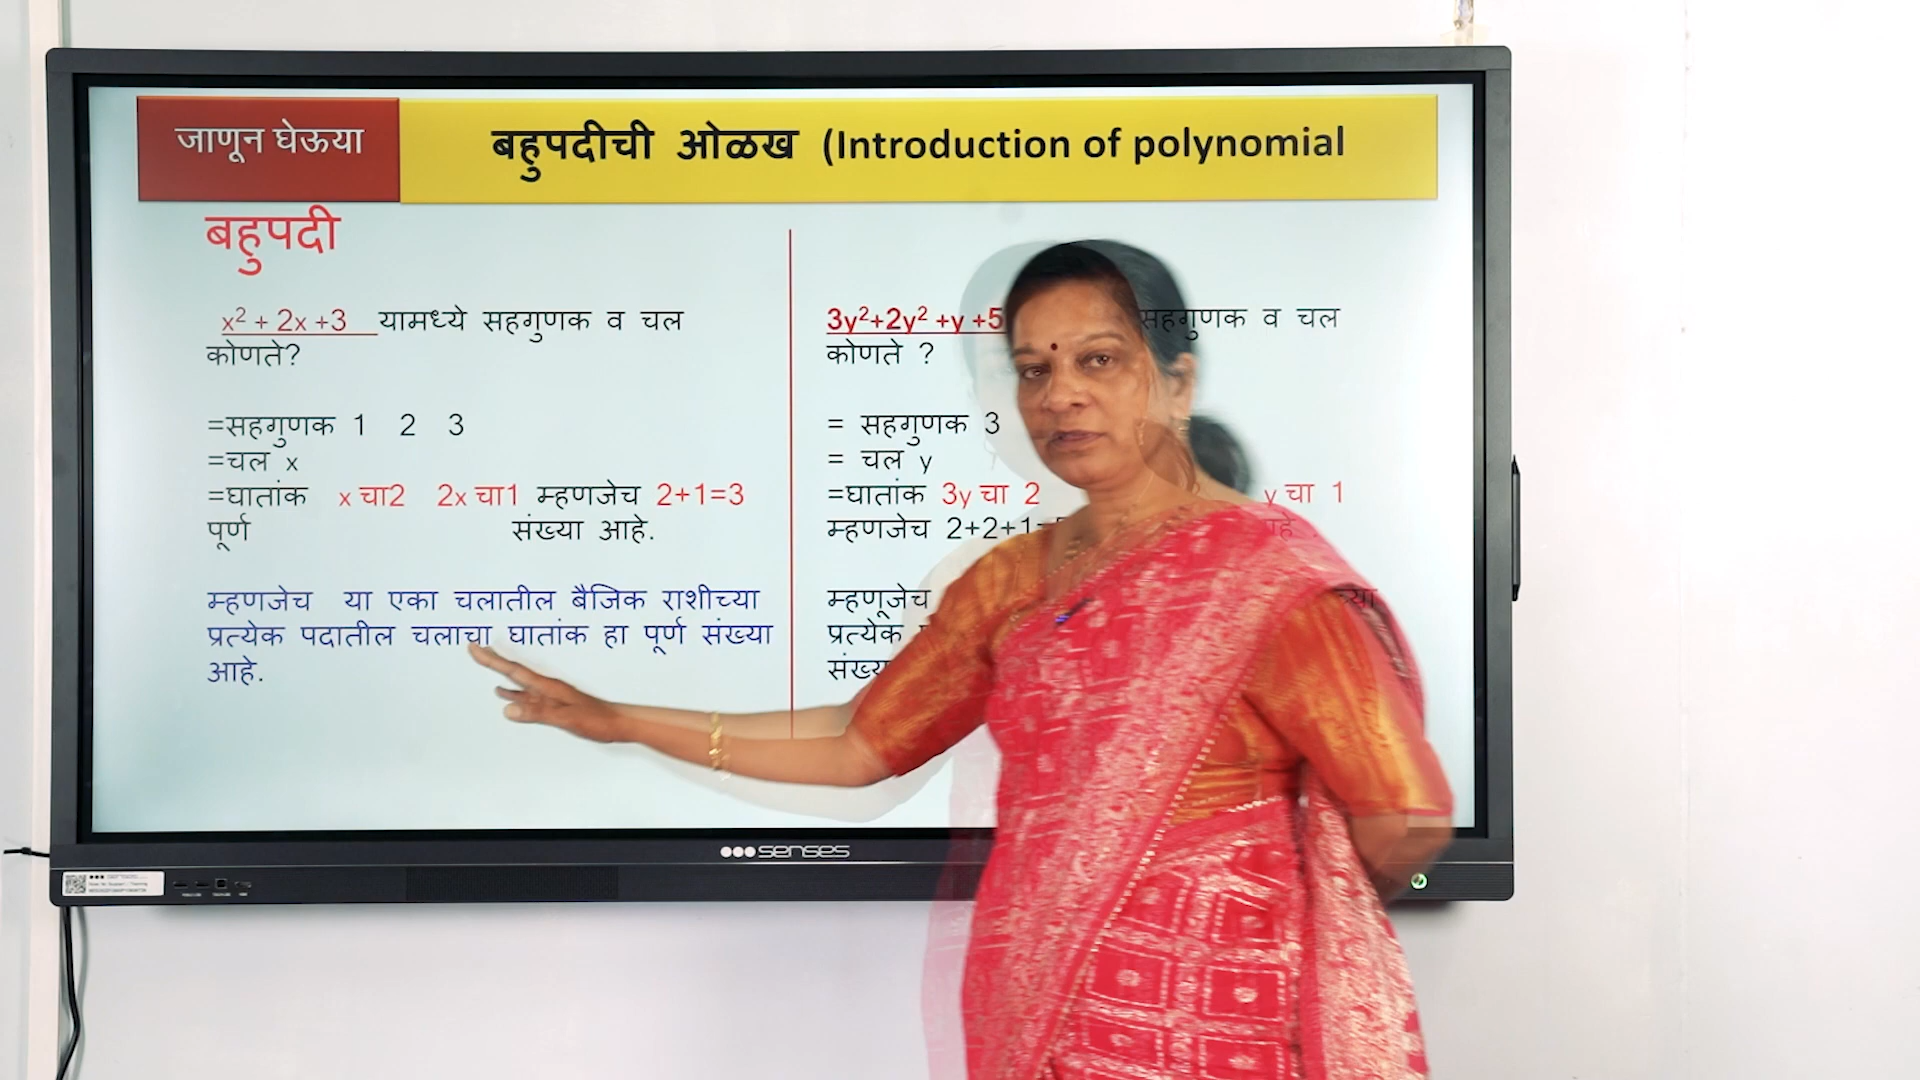 जाणून घेऊया
बहुपदीची ओळख (Introduction of polynomial
बहुपदी
x² + 2x +3 यामध्ये सहगुणक व चल
कोणते?
=सहगुणक 1 2 3
=चल x
=घातांक x चा2 2x चा1 म्हणजेच 2+1=3
पूर्ण संख्या आहे.
म्हणजेच या एका चलातील बैजिक राशीच्या
प्रत्येक पदातील चलाचा घातांक हा पूर्ण संख्या
आहे.
3y²+2y² +y +5 सहगुणक व चल
कोणते ?
= सहगुणक 3
= चल y
=घातांक 3y चा 2 y चा 1
म्हणजेच 2+2+1
म्हणूजेच
प्रत्येक
senses